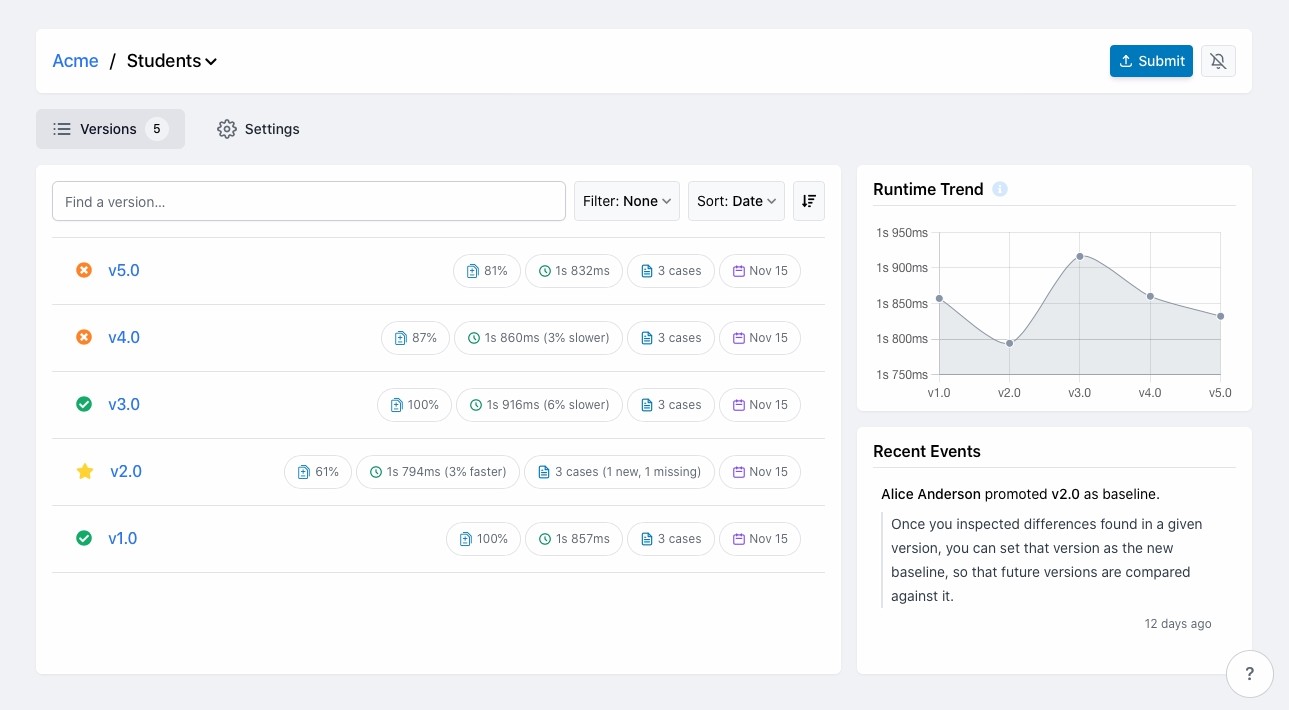 Acme / Students
Submit
Versions 5
Settings
Find a version...
Filter: None
Sort: Date
v5.0 81% 1s 832ms 3 cases Nov 15
v4.0 87% 1s 860ms (3% slower) 3 cases Nov 15
v3.0 100% 1s 916ms (6% slower) 3 cases Nov 15
v2.0 61% 1s 794ms (3% faster) 3 cases (1 new, 1 missing) Nov 15
v1.0 100% 1s 857ms 3 cases Nov 15
Runtime Trend i
1s 950ms
1s 900ms
1s 850ms
1s 800ms
1s 750ms
v1.0 v2.0 v3.0 v4.0 v5.0
Recent Events
Alice Anderson promoted v2.0 as baseline.
Once you inspected differences found in a given
version, you can set that version as the new
baseline, so that future versions are compared
against it.
12 days ago
?